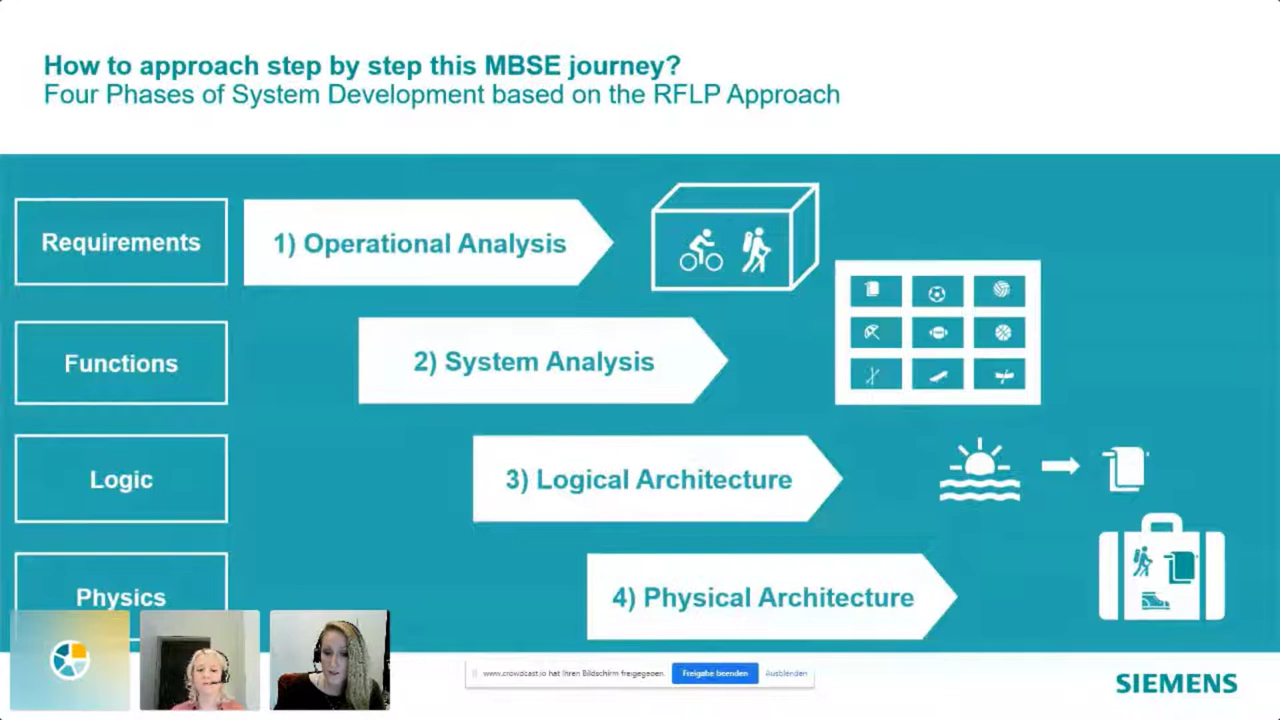 How to approach step by step this MBSE journey?
Four Phases of System Development based on the RFLP Approach
Requirements
1) Operational Analysis
Functions
2) System Analysis
Logic
3) Logical Architecture
Physics
4) Physical Architecture
www.crowdcast.io hat Ihren Bildschirm freigegeben.
Freigabe beenden
Ausblenden
SIEMENS